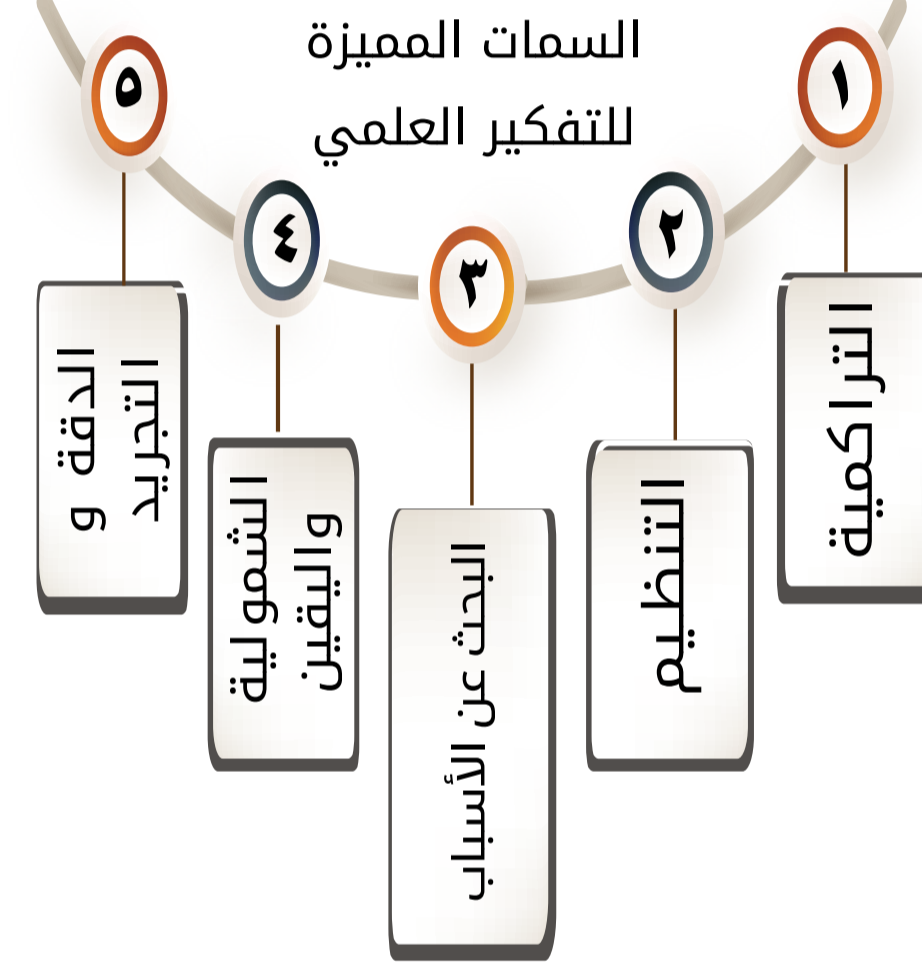 السمات المميزة
للتفكير العلمي
١
التراكمية
٢
التنظيم
٣
البحث عن الأسباب
٤
الشمولية
واليقين
٥
الدقة و
التجريد